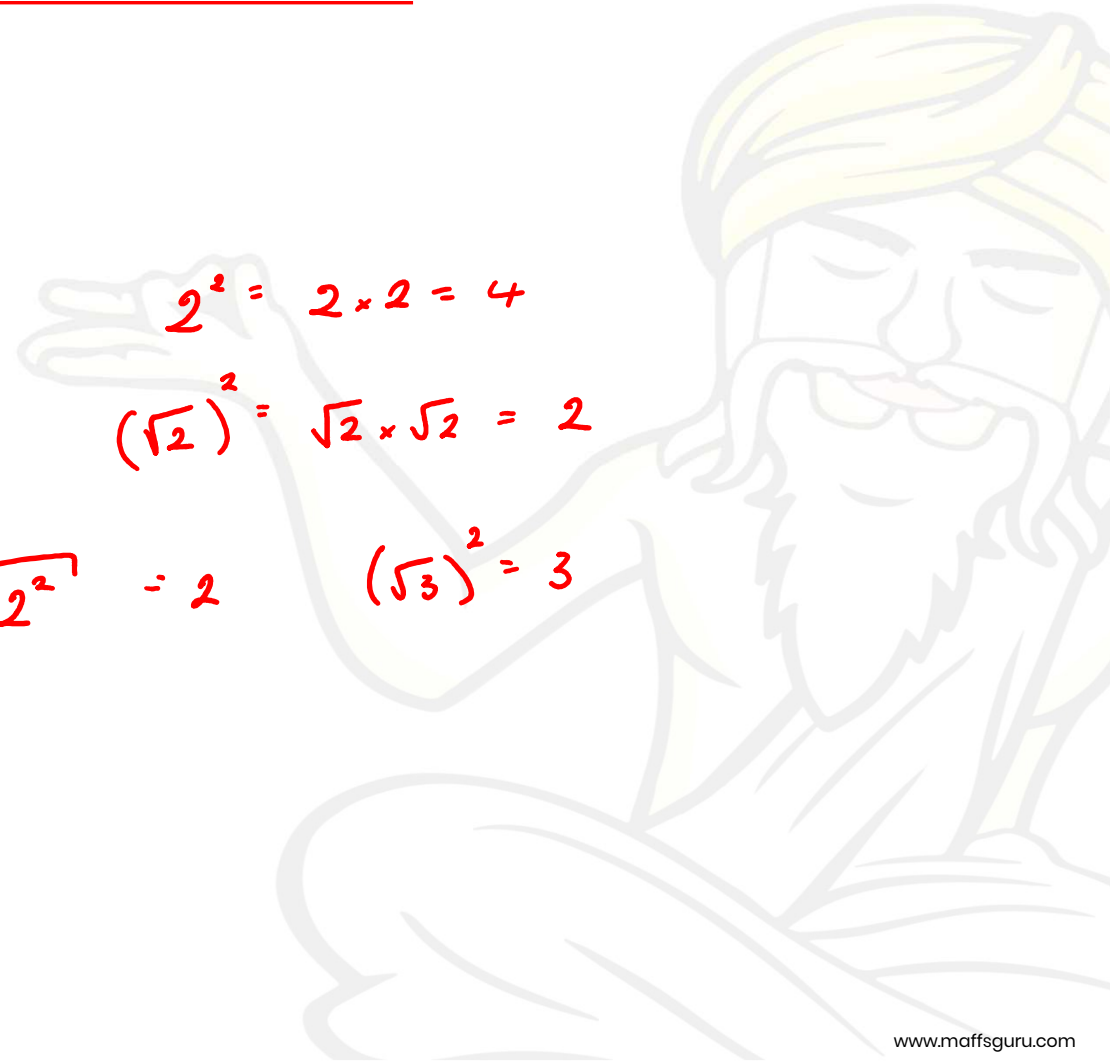 2² = 2 × 2 = 4
(√2)² = √2 × √2 = 2
√2² = 2 (√3)² = 3
www.maffsguru.com